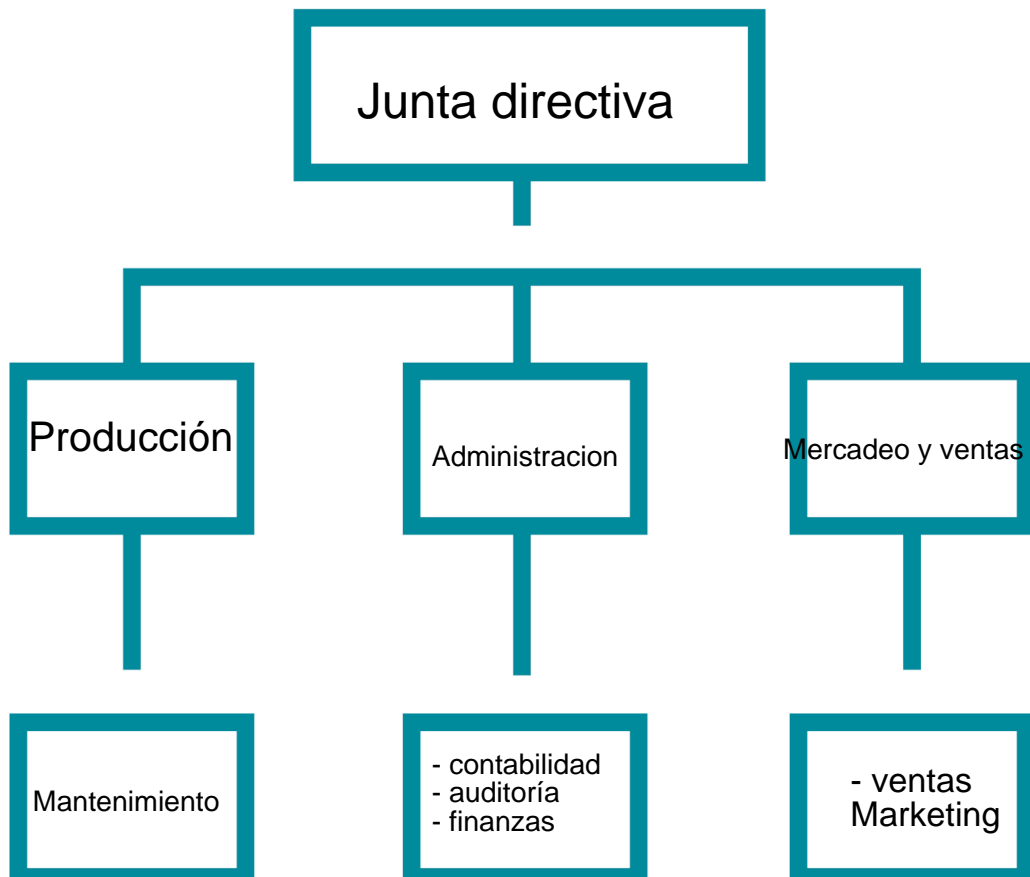 Junta directiva
Producción
Administracion
Mercadeo y ventas
Mantenimiento
- contabilidad
- auditoría
- finanzas
- ventas
Marketing